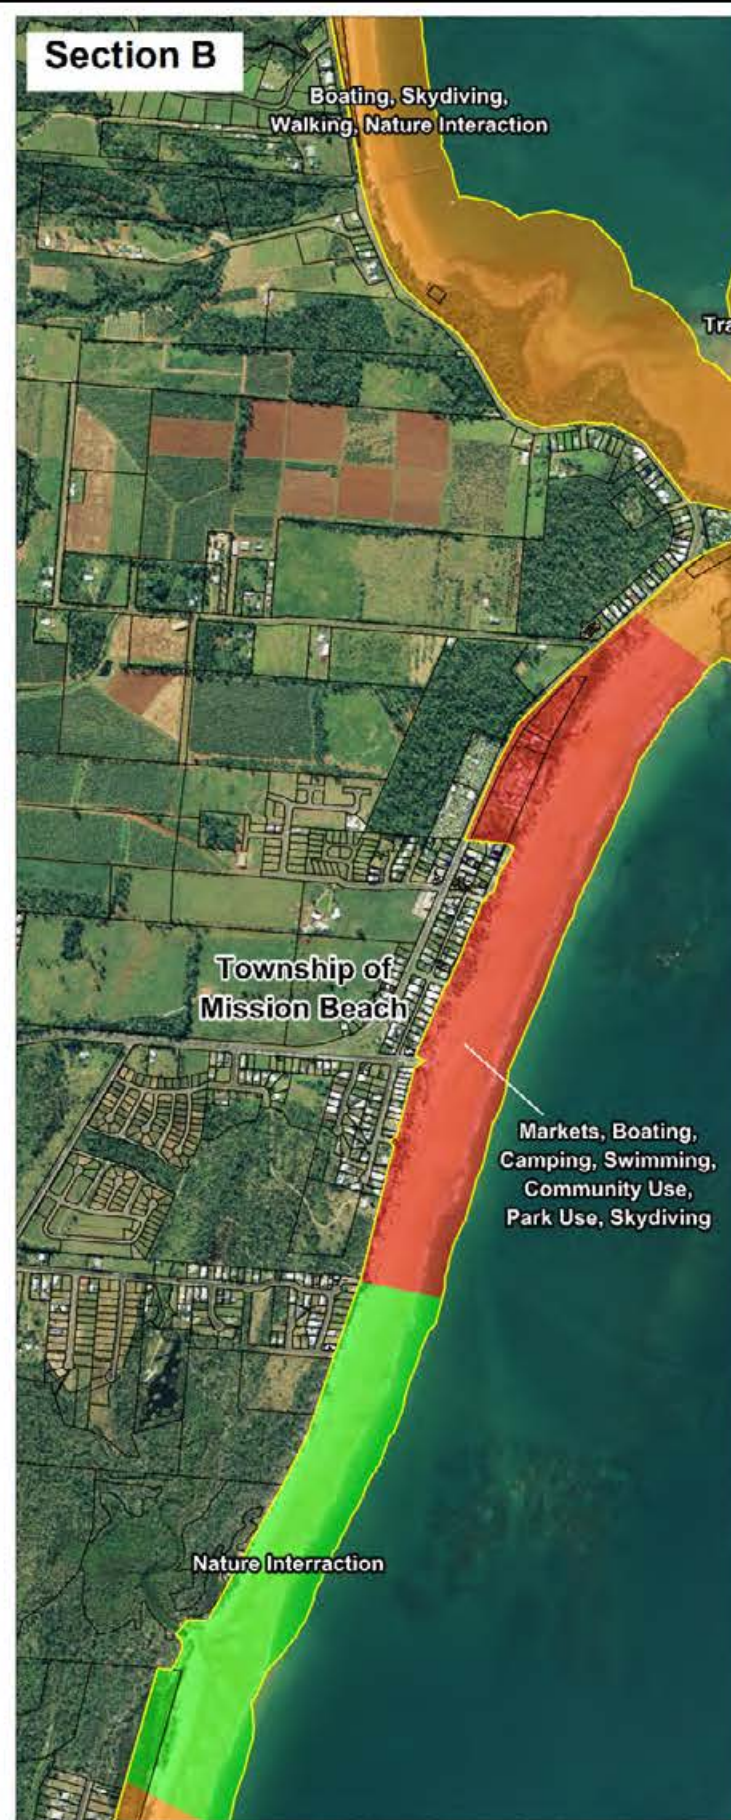 Section B
Boating, Skydiving,
Walking, Nature Interaction
Tra
Township of
Mission Beach
Markets, Boating,
Camping, Swimming,
Community Use,
Park Use, Skydiving
Nature Interraction